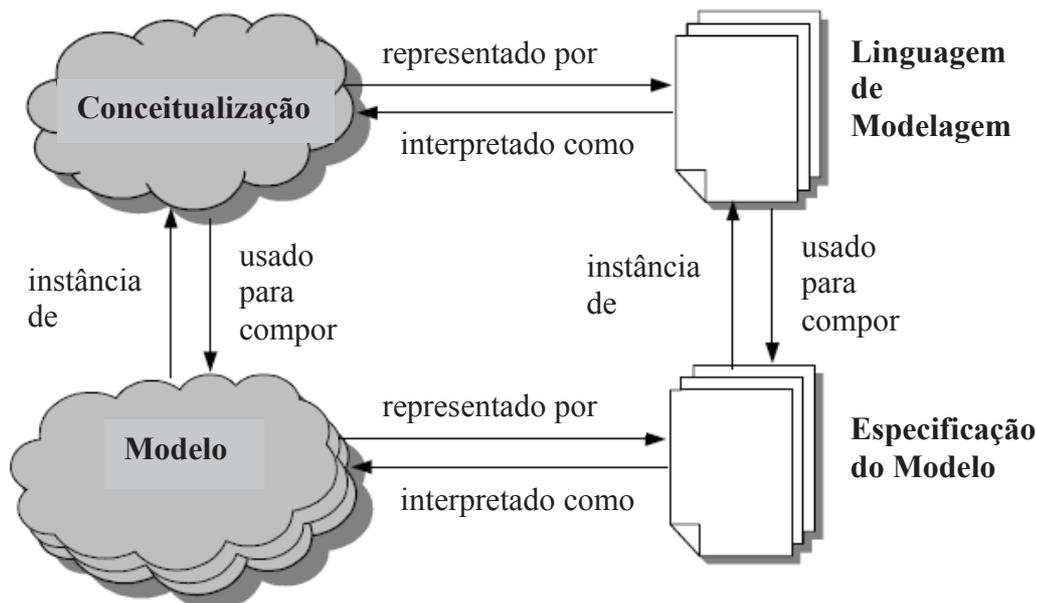 representado por
Linguagem
de
Modelagem
Conceitualização
interpretado como
instância
de
usado
para
compor
instância
de
usado
para
compor
representado por
Modelo
Especificação
do Modelo
interpretado como